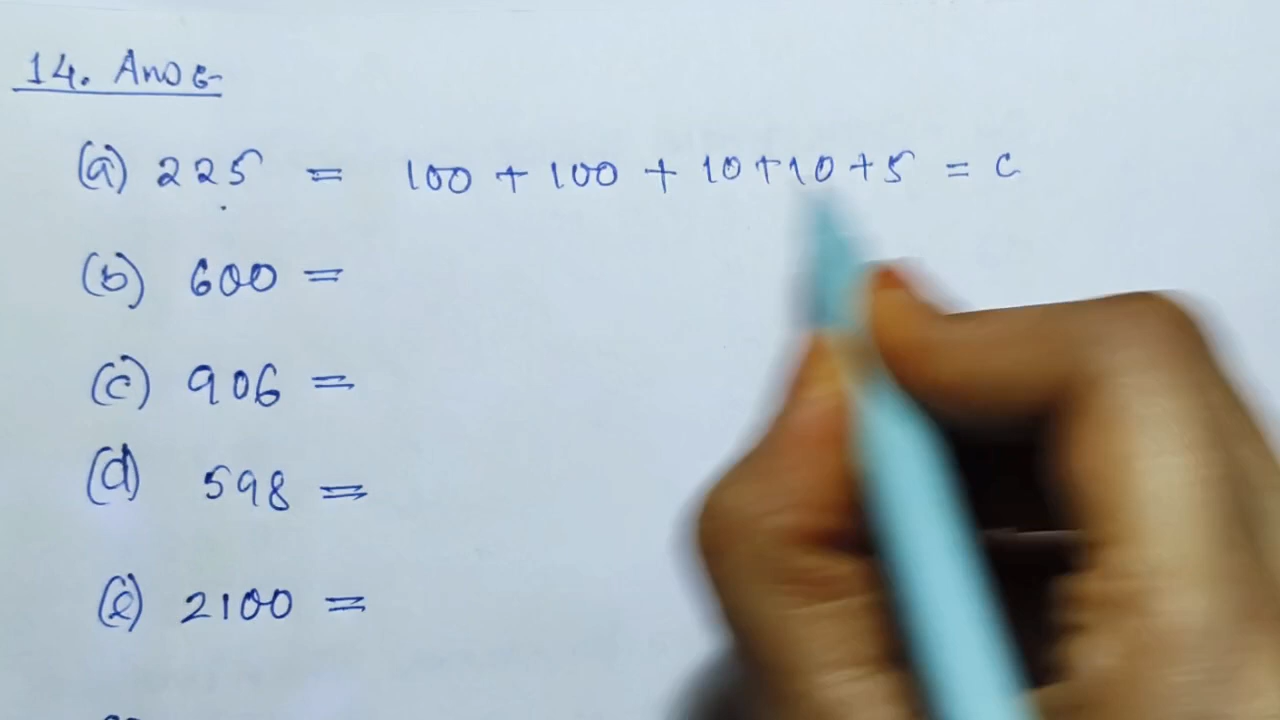 14. Ans:-
(a) 225 = 100 + 100 + 10 + 10 + 5 = C
(b) 600 =
(c) 906 =
(d) 598 =
(e) 2100 =